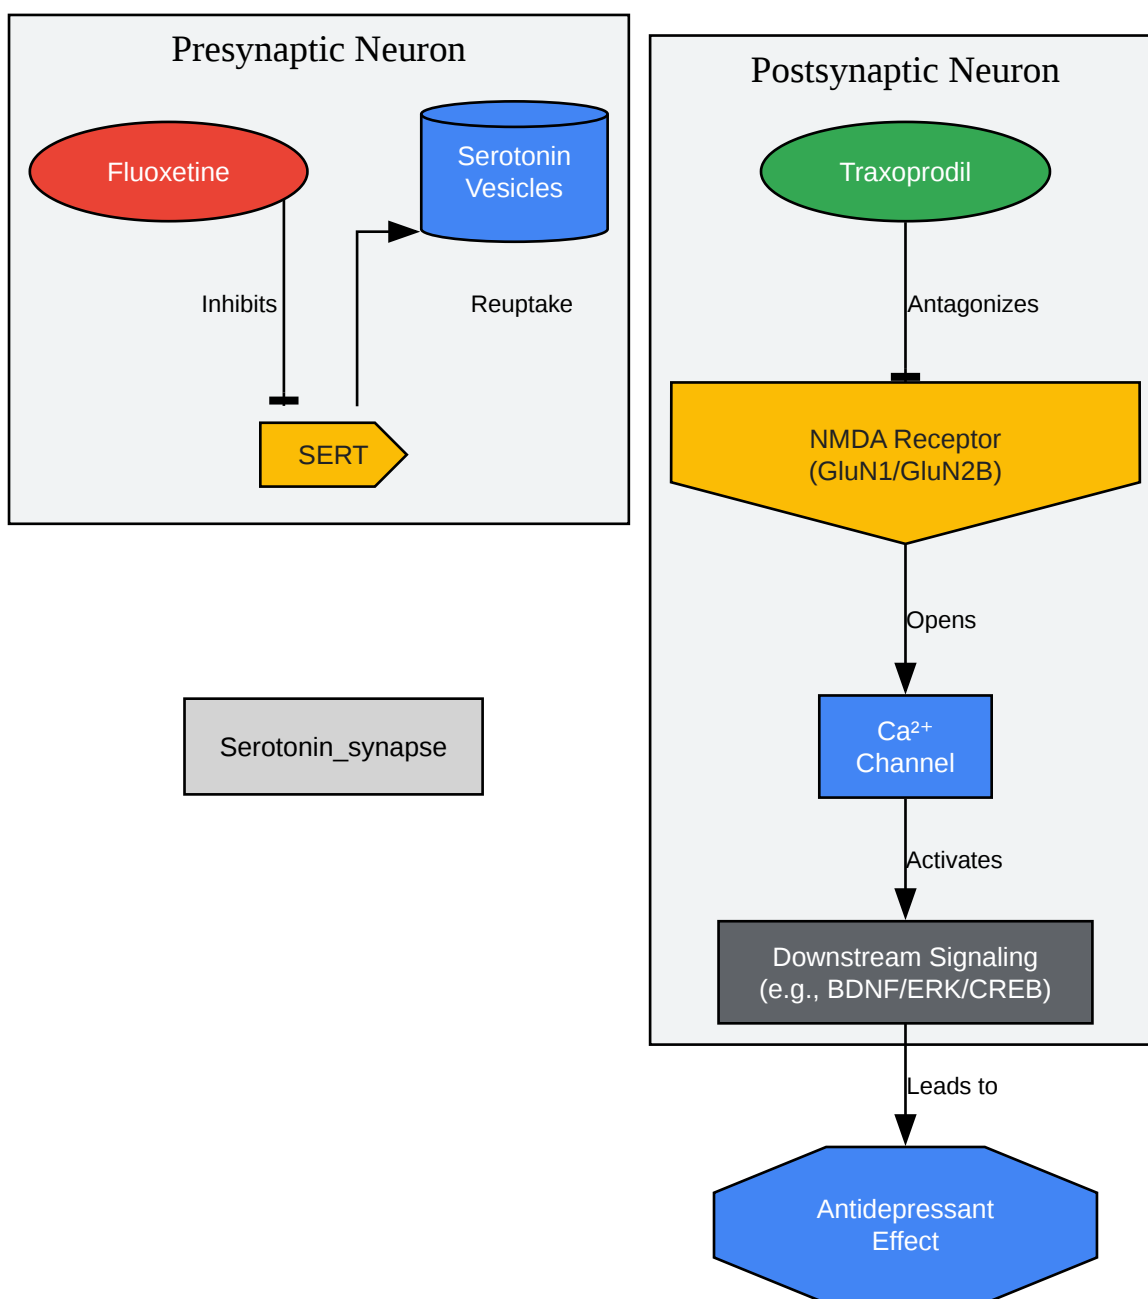 Presynaptic Neuron
Fluoxetine
Serotonin
Vesicles
Inhibits
Reuptake
SERT
Serotonin_synapse
Postsynaptic Neuron
Traxoprodil
Antagonizes
NMDA Receptor
(GluN1/GluN2B)
Opens
Ca²⁺
Channel
Activates
Downstream Signaling
(e.g., BDNF/ERK/CREB)
Leads to
Antidepressant
Effect